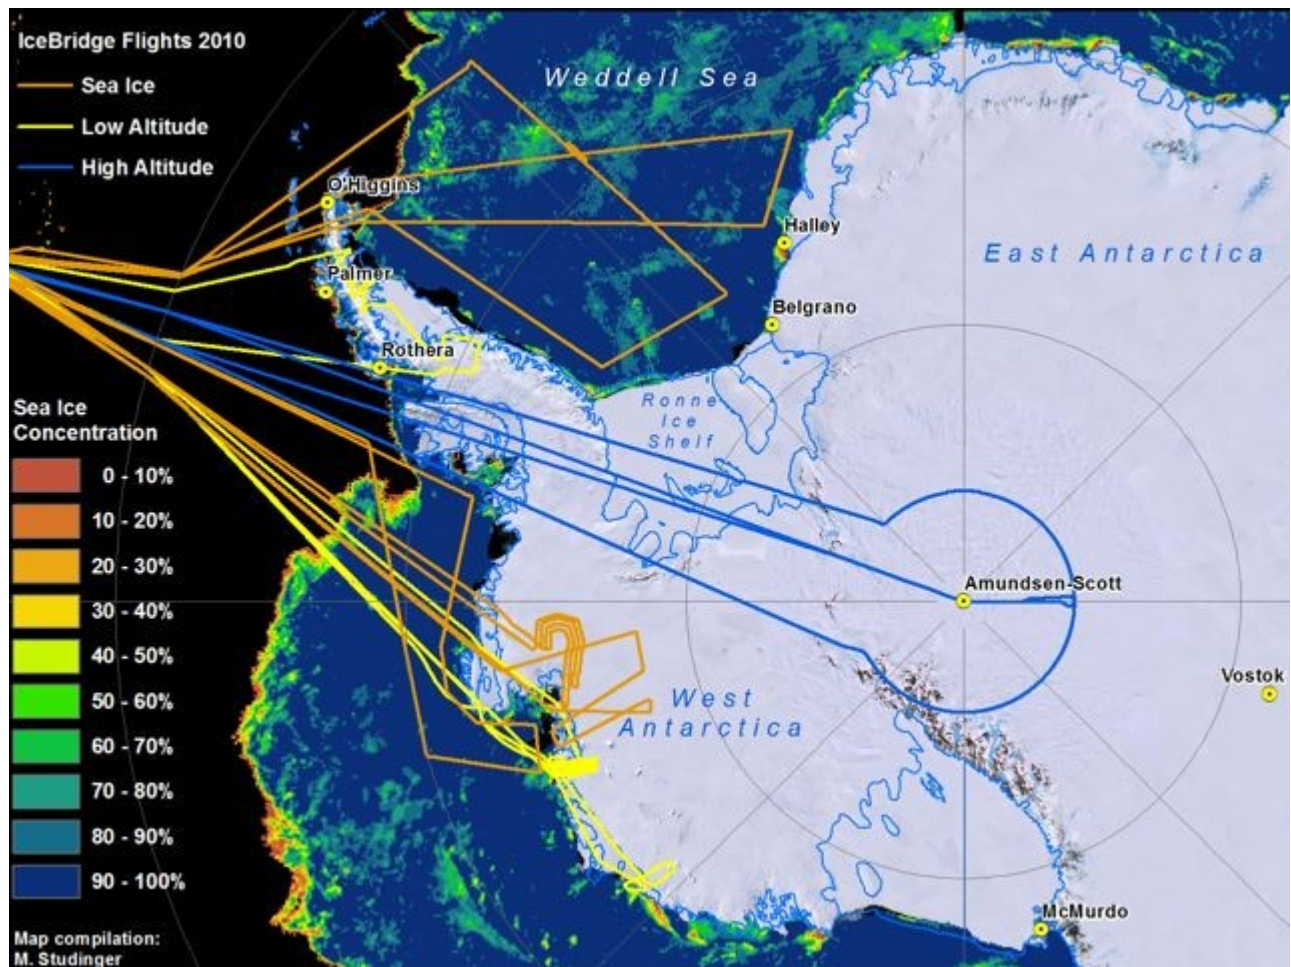 IceBridge Flights 2010
Sea Ice
Low Altitude
High Altitude
Weddell Sea
O'Higgins
Halley
East Antarctica
Palmer
Belgrano
Rothera
Ronne
Ice
Shelf
Sea Ice
Concentration
0 - 10%
10 - 20%
20 - 30%
30 - 40%
40 - 50%
50 - 60%
60 - 70%
70 - 80%
80 - 90%
90 - 100%
Amundsen-Scott
Vostok
West
Antarctica
McMurdo
Map compilation:
M. Studinger